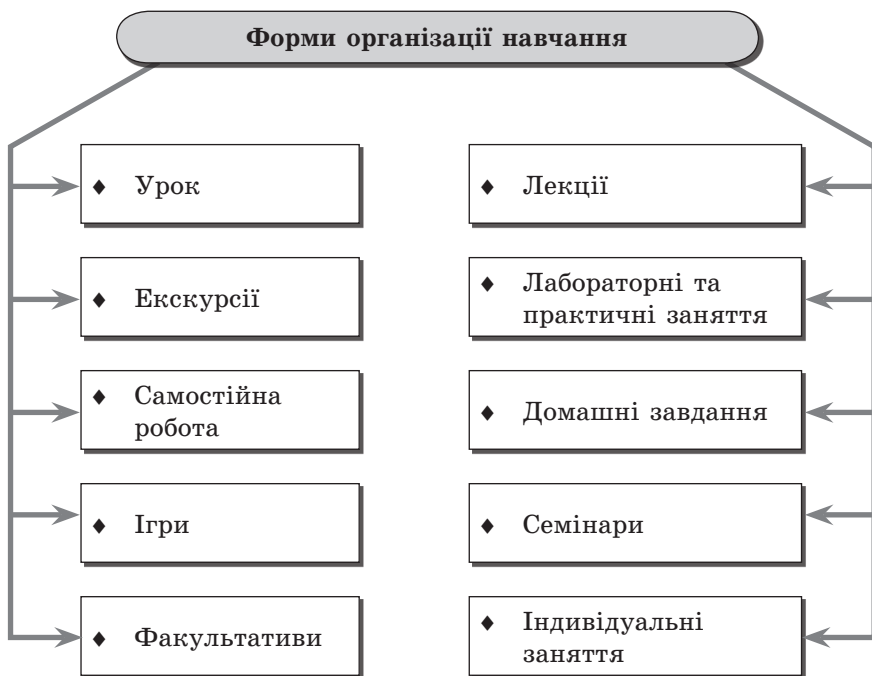 Форми організації навчання
♦ Урок
♦ Екскурсії
♦ Самостійна
робота
♦ Ігри
♦ Факультативи
♦ Лекції
♦ Лабораторні та
практичні заняття
♦ Домашні завдання
♦ Семінари
♦ Індивідуальні
заняття